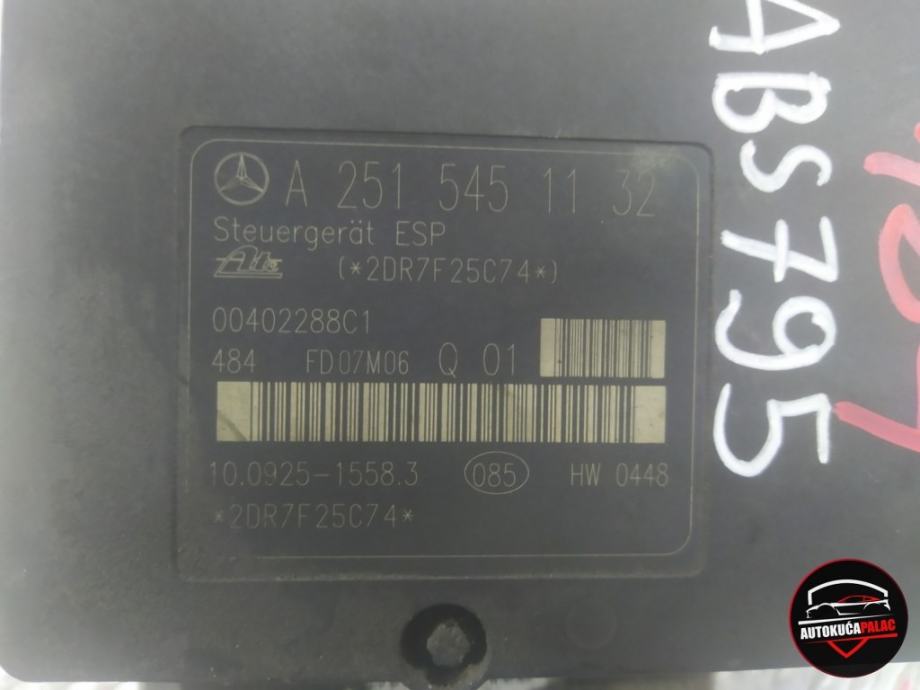 A 251 545 11 32
Steuergerät ESP
Ate (*2DR7F25C74*)
00402288C1
484 FD07M06 Q 01
10.0925-1558.3 085 HW 0448
*2DR7F25C74*
ABS795
AUTOKUĆAPALAC